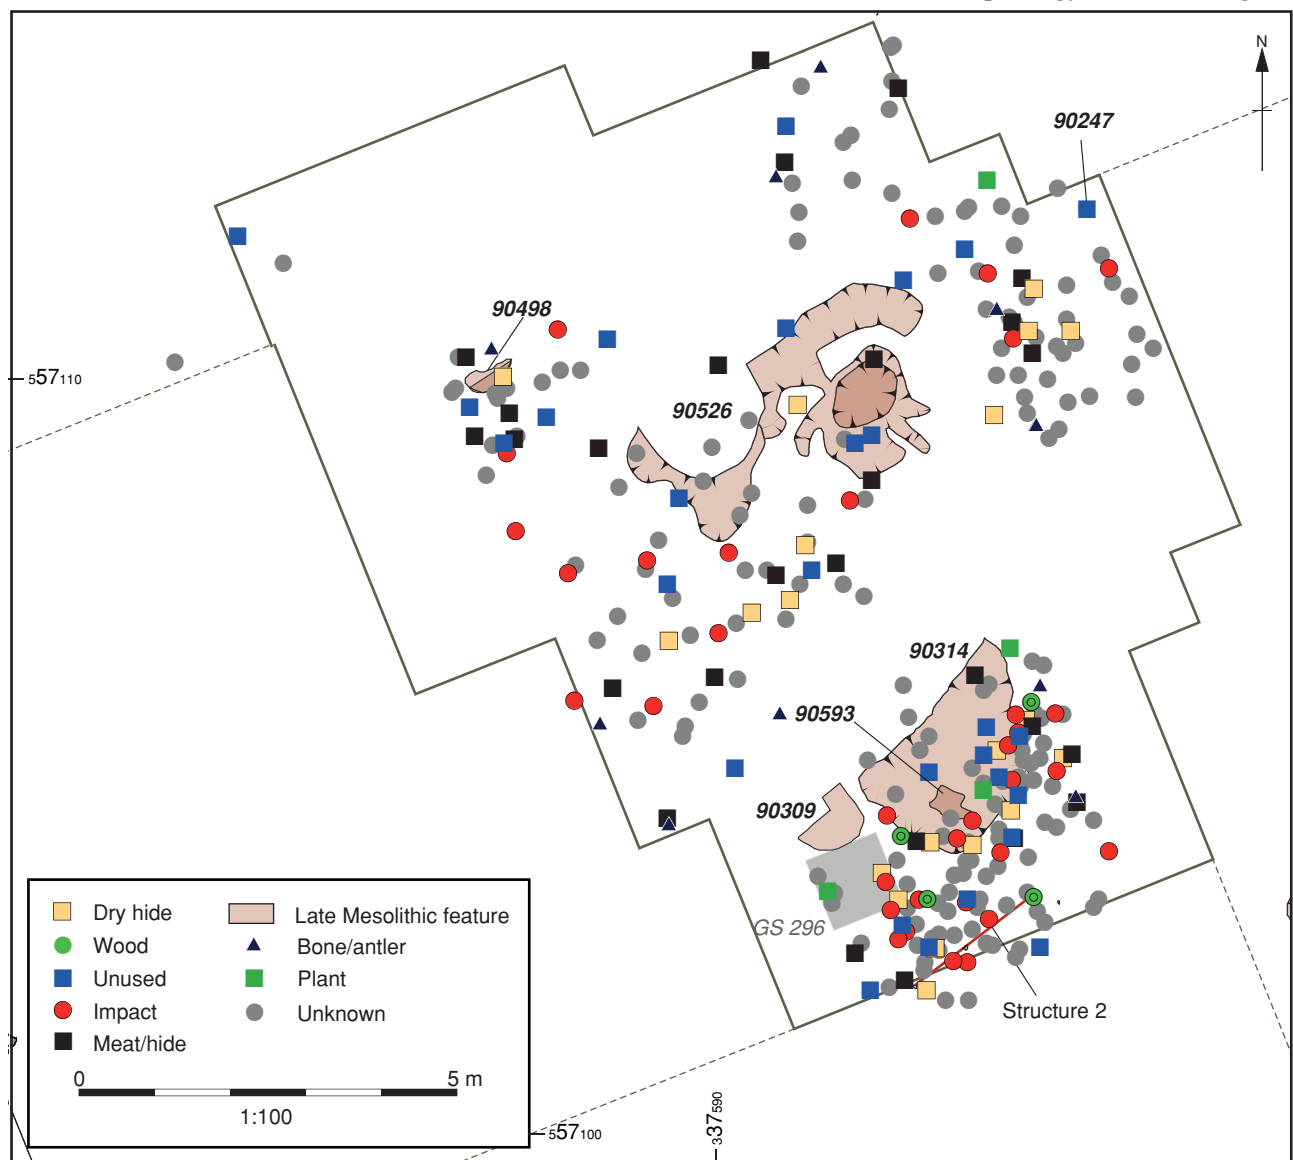 N
90247
90498
557110
90526
90314
90593
90309
GS 296
Structure 2
Dry hide
Late Mesolithic feature
Wood
Bone/antler
Unused
Plant
Impact
Unknown
Meat/hide
0 5 m
1:100
557100
337590